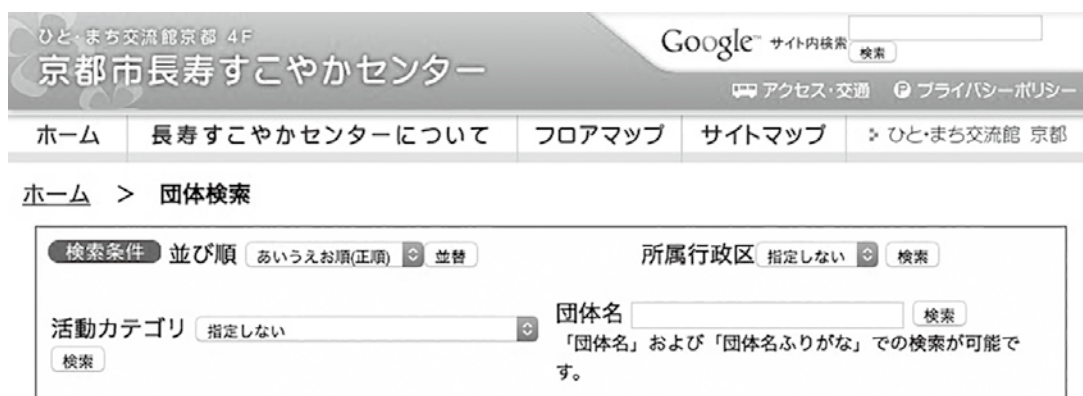 ひと・まち交流館京都 4F
京都市長寿すこやかセンター
Google™ サイト内検索
検索
アクセス・交通 P プライバシーポリシー
ホーム 長寿すこやかセンターについて フロアマップ サイトマップ ひと・まち交流館 京都
ホーム > 団体検索
検索条件 並び順 あいうえお順(正順) 並替 所属行政区 指定しない 検索
活動カテゴリ 指定しない
検索
団体名 検索
「団体名」および「団体名ふりがな」での検索が可能で
す。